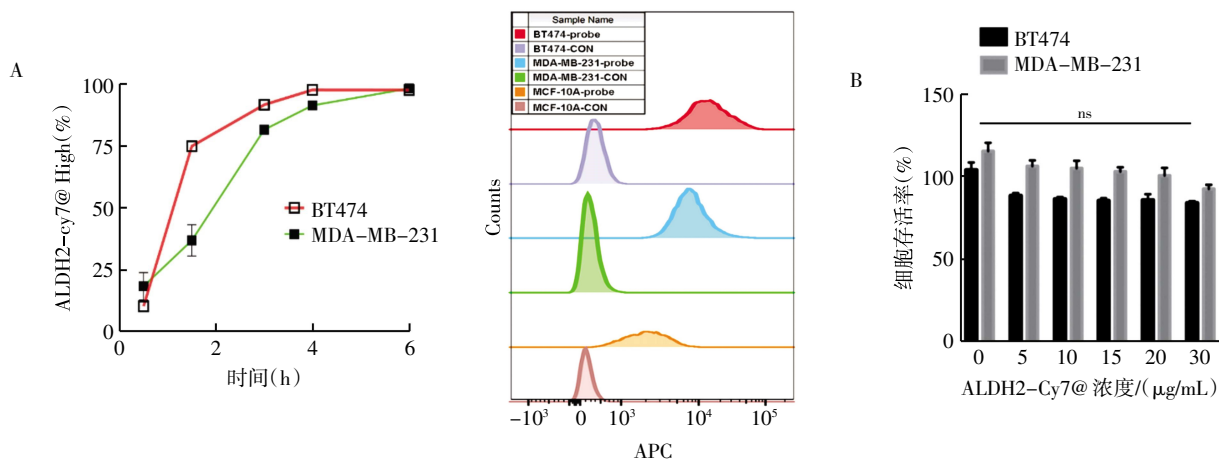 A
100
75
50
25
0
ALDH2-cy7@ High(%)
BT474
MDA-MB-231
0
2
4
6
时间(h)
Sample Name
BT474-probe
BT474-CON
MDA-MB-231-probe
MDA-MB-231-CON
MCF-10A-probe
MCF-10A-CON
Counts
-10³
0
10³
10⁴
10⁵
APC
B
BT474
MDA-MB-231
150
100
50
0
ns
细胞存活率(%)
0
5
10
15
20
30
ALDH2-Cy7@ 浓度/(μg/mL)